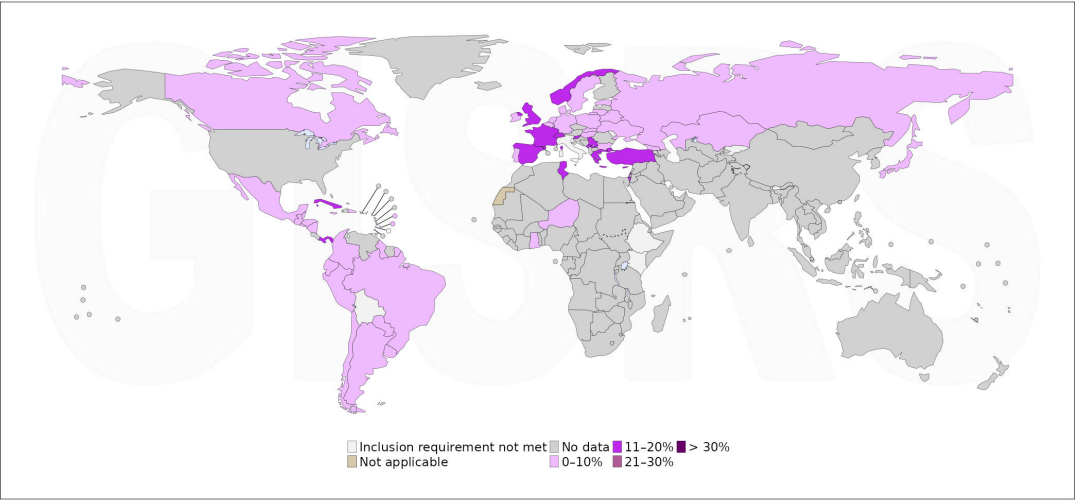 GISRS
Inclusion requirement not met No data 11–20% > 30%
Not applicable 0–10% 21–30%